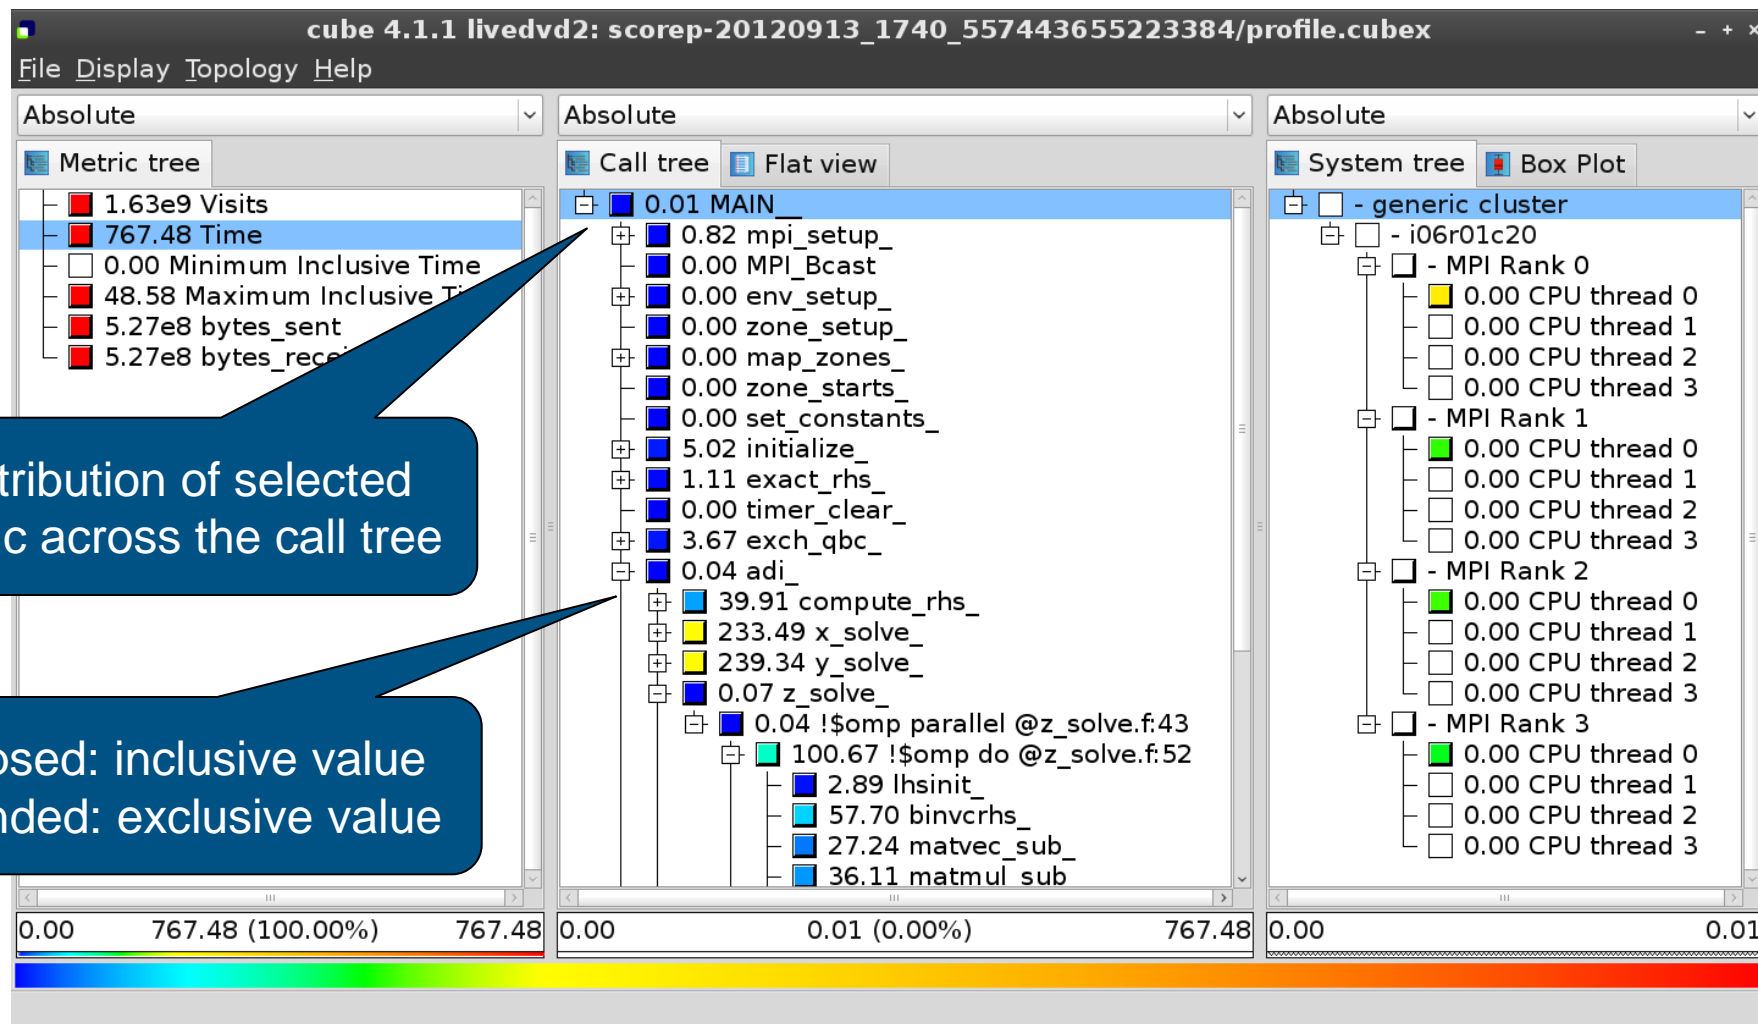 cube 4.1.1 livedvd2: scorep-20120913_1740_557443655223384/profile.cubex
File Display Topology Help
Absolute
Metric tree
1.63e9 Visits
767.48 Time
0.00 Minimum Inclusive Time
48.58 Maximum Inclusive
5.27e8 bytes_sent
5.27e8
tribution of selected
c across the call tree
osed: inclusive value
nded: exclusive value
0.00 767.48 (100.00%) 767.48
Absolute
Call tree Flat view
0.01 MAIN__
0.82 mpi_setup_
0.00 MPI_Bcast
0.00 env_setup_
0.00 zone_setup_
0.00 map_zones_
0.00 zone_starts_
0.00 set_constants_
5.02 initialize_
1.11 exact_rhs_
0.00 timer_clear_
3.67 exch_qbc_
0.04 adi_
39.91 compute_rhs_
233.49 x_solve_
239.34 y_solve_
0.07 z_solve_
0.04 !$omp parallel @z_solve.f:43
100.67 !$omp do @z_solve.f:52
2.89 lhsinit_
57.70 binvcrhs_
27.24 matvec_sub_
36.11 matmul_sub
0.00 0.01 (0.00%) 767.48
Absolute
System tree Box Plot
- generic cluster
- i06r01c20
- MPI Rank 0
0.00 CPU thread 0
0.00 CPU thread 1
0.00 CPU thread 2
0.00 CPU thread 3
- MPI Rank 1
0.00 CPU thread 0
0.00 CPU thread 1
0.00 CPU thread 2
0.00 CPU thread 3
- MPI Rank 2
0.00 CPU thread 0
0.00 CPU thread 1
0.00 CPU thread 2
0.00 CPU thread 3
- MPI Rank 3
0.00 CPU thread 0
0.00 CPU thread 1
0.00 CPU thread 2
0.00 CPU thread 3
0.00 0.01